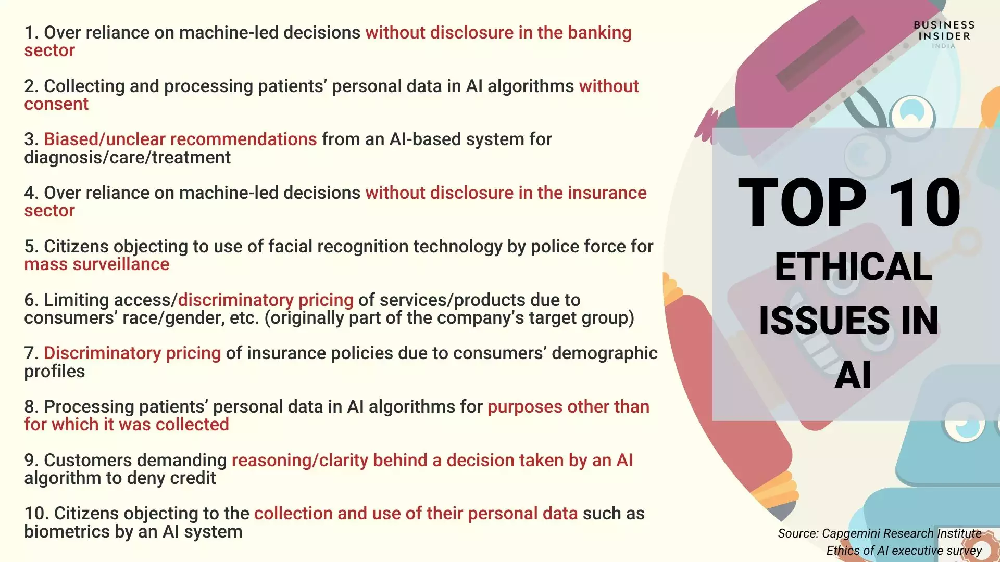 1. Over reliance on machine-led decisions without disclosure in the banking
sector
2. Collecting and processing patients’ personal data in AI algorithms without
consent
3. Biased/unclear recommendations from an AI-based system for
diagnosis/care/treatment
4. Over reliance on machine-led decisions without disclosure in the insurance
sector
5. Citizens objecting to use of facial recognition technology by police force for
mass surveillance
6. Limiting access/discriminatory pricing of services/products due to
consumers’ race/gender, etc. (originally part of the company’s target group)
7. Discriminatory pricing of insurance policies due to consumers’ demographic
profiles
8. Processing patients’ personal data in AI algorithms for purposes other than
for which it was collected
9. Customers demanding reasoning/clarity behind a decision taken by an AI
algorithm to deny credit
10. Citizens objecting to the collection and use of their personal data such as
biometrics by an AI system
BUSINESS
INSIDER
INDIA
TOP 10
ETHICAL
ISSUES IN
AI
Source: Capgemini Research Institute
Ethics of AI executive survey